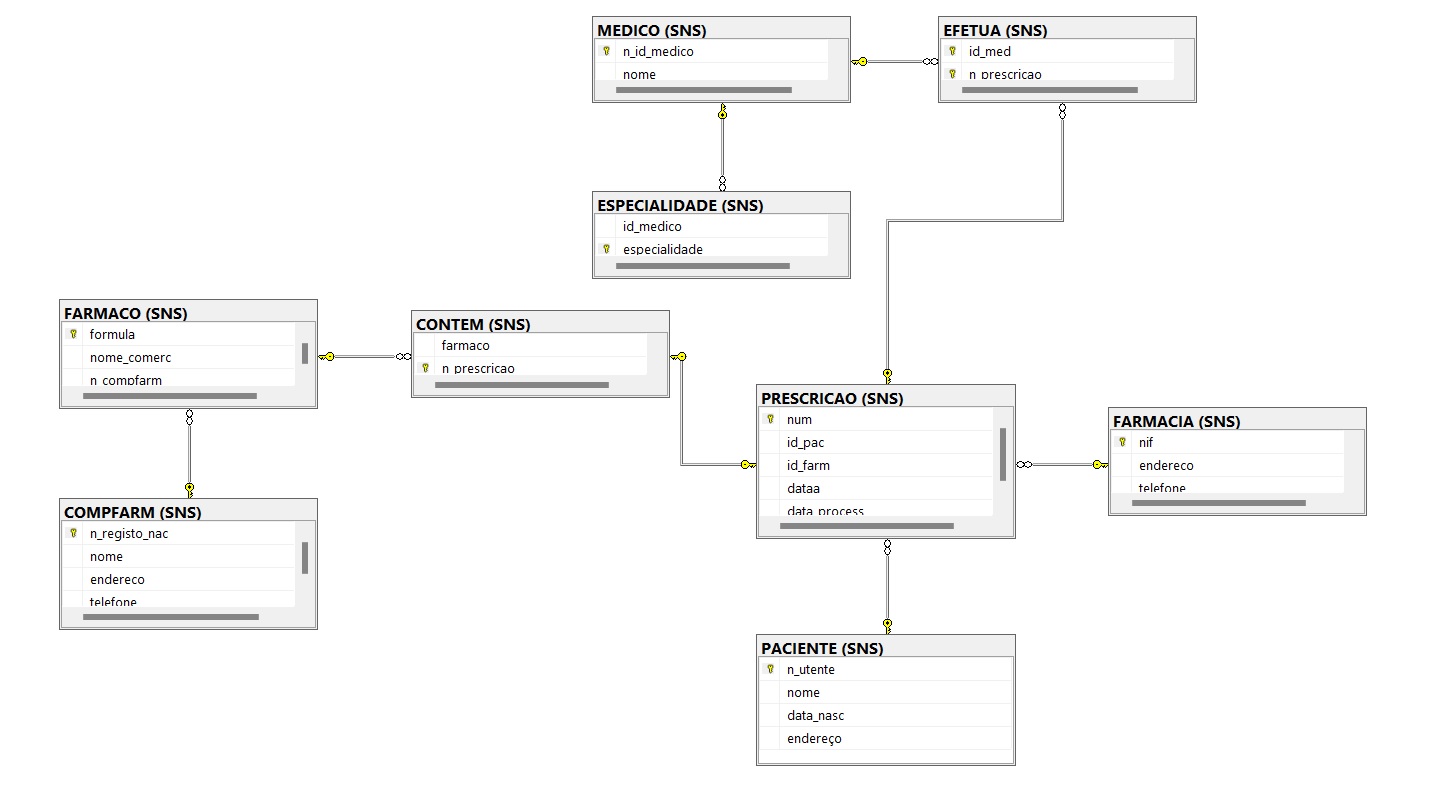 MEDICO (SNS)
n_id_medico
nome
EFETUA (SNS)
id_med
n_prescricao
ESPECIALIDADE (SNS)
id_medico
especialidade
FARMACO (SNS)
formula
nome_comerc
n_compfarm
CONTEM (SNS)
farmaco
n_prescricao
PRESCRICAO (SNS)
num
id_pac
id_farm
dataa
data_process
FARMACIA (SNS)
nif
endereco
telefone
COMPFARM (SNS)
n_registo_nac
nome
endereco
telefone
PACIENTE (SNS)
n_utente
nome
data_nasc
endereço